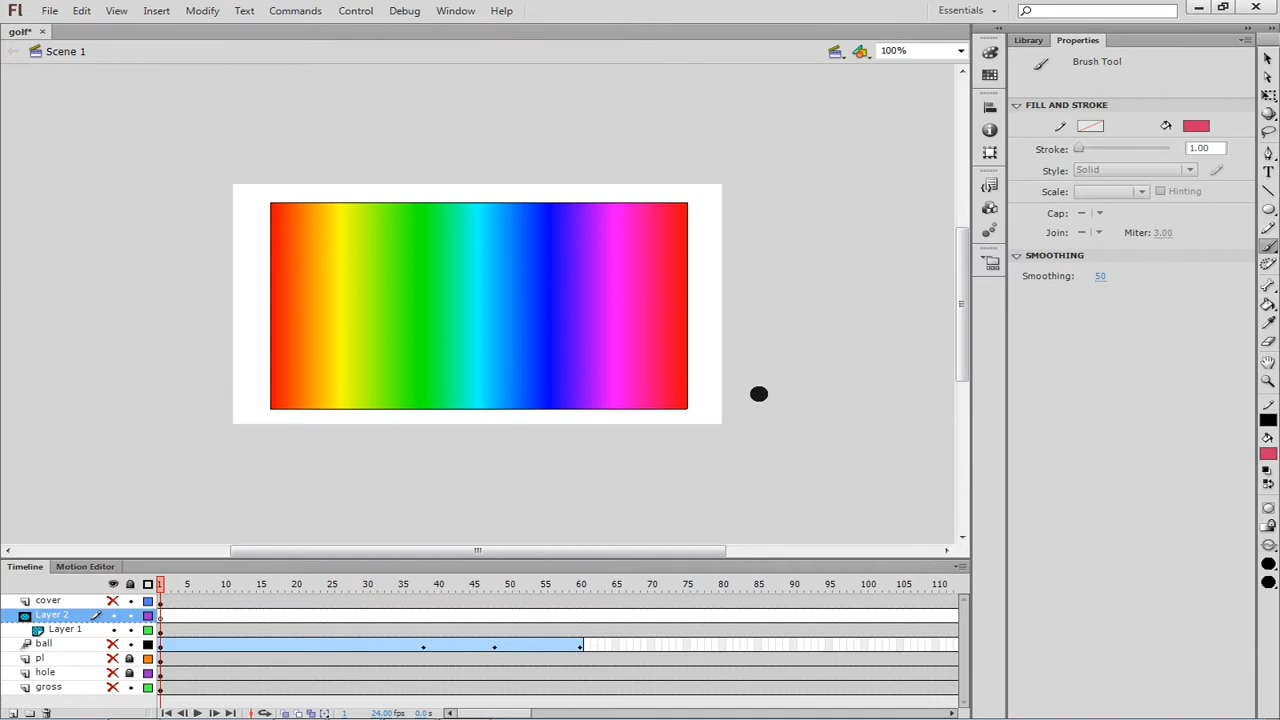 Fl File Edit View Insert Modify Text Commands Control Debug Window Help Essentials
golf* ×
Scene 1 100%
Library Properties
Brush Tool
FILL AND STROKE
Stroke: 1.00
Style: Solid
Scale: Hinting
Cap:
Join: Miter: 3.00
SMOOTHING
Smoothing: 50
Timeline Motion Editor
1 5 10 15 20 25 30 35 40 45 50 55 60 65 70 75 80 85 90 95 100 105 110
cover
Layer 2
Layer 1
ball
pl
hole
gross
1 24.00 fps 0.0 s